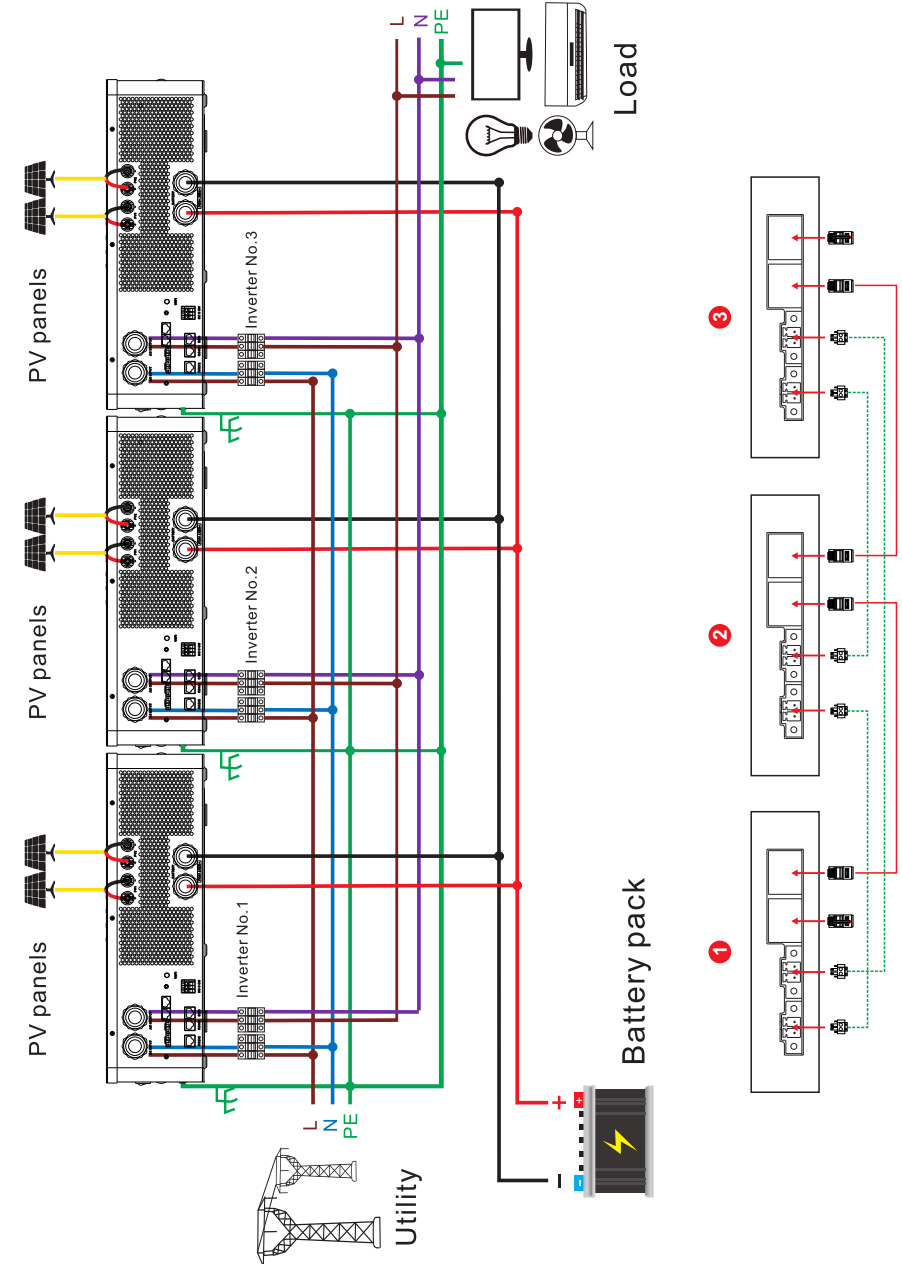 PV panels
PV panels
PV panels
Inverter No.1
Inverter No.2
Inverter No.3
L
N
PE
L
N
PE
Utility
Load
+
−
+
−
Battery pack
1
2
3